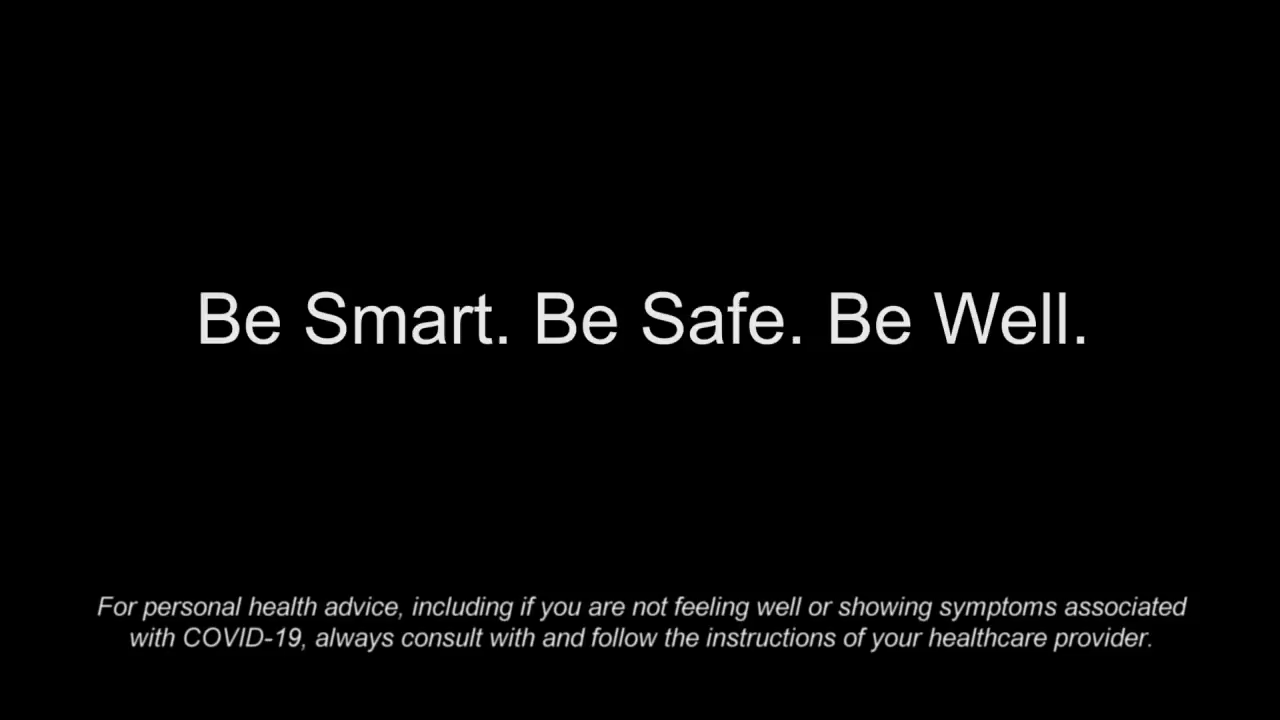 Be Smart. Be Safe. Be Well.
For personal health advice, including if you are not feeling well or showing symptoms associated
with COVID-19, always consult with and follow the instructions of your healthcare provider.